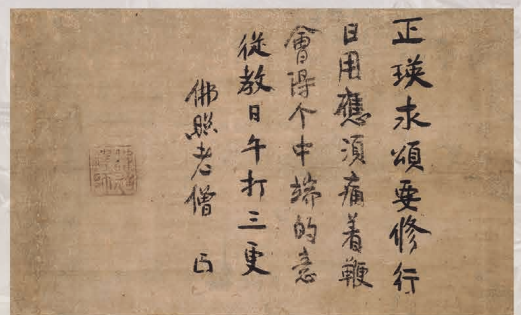 正瑛求頌要修行
日用應須痛着鞭
會得个中端的意
從教日午打三更
佛照老僧